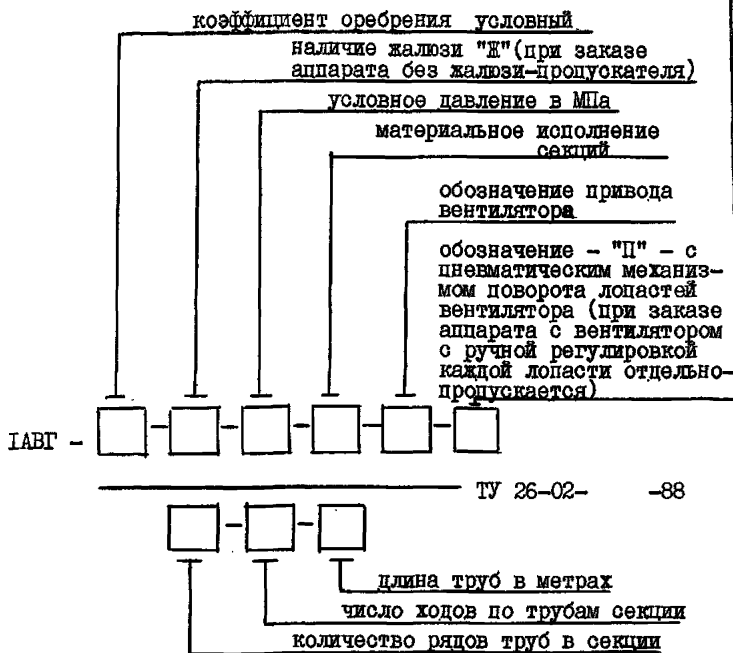 коэффициент оребрения условный
наличие жалюзи "Ж"(при заказе
аппарата без жалюзи-пропускателя)
условное давление в МПа
материальное исполнение
секций
обозначение привода
вентилятора
обозначение - "П" - с
пневматическим механиз-
мом поворота лопастей
вентилятора (при заказе
аппарата с вентилятором
с ручной регулировкой
каждой лопасти отдельно-
пропускается)
IАВГ - - - - - -
ТУ 26-02- -88
- -
длина труб в метрах
число ходов по трубам секции
количество рядов труб в секции